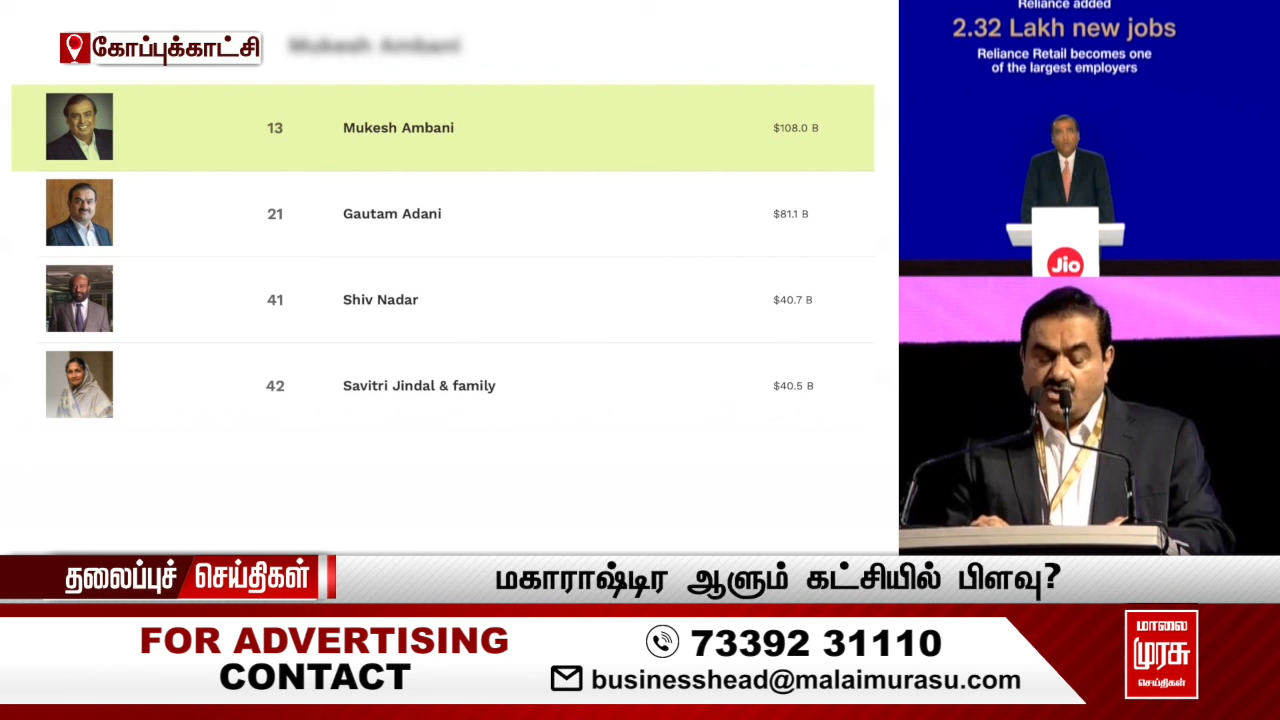 கோப்புக்காட்சி
Mukesh Ambani
13 Mukesh Ambani $108.0 B
21 Gautam Adani $81.1 B
41 Shiv Nadar $40.7 B
42 Savitri Jindal & family $40.5 B
Reliance added
2.32 Lakh new jobs
Reliance Retail becomes one
of the largest employers
Jio
தலைப்புச் செய்திகள்
மகாராஷ்டிர ஆளும் கட்சியில் பிளவு?
FOR ADVERTISING
CONTACT
73392 31110
businesshead@malaimurasu.com
மாலை
முரசு
செய்திகள்